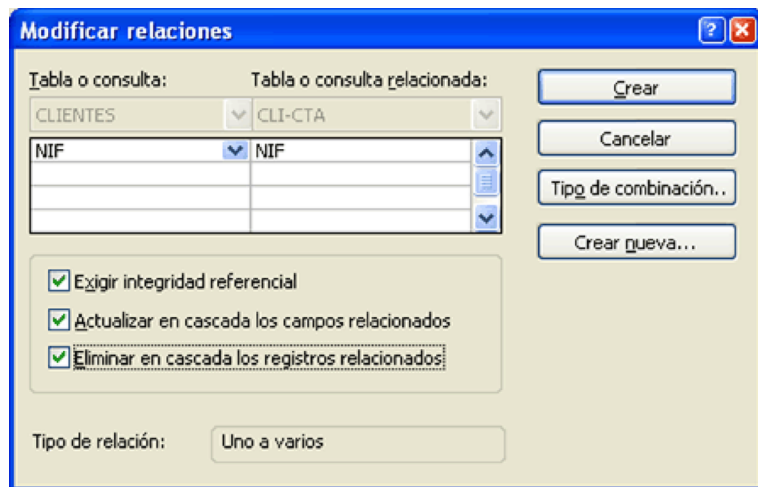 Modificar relaciones
Tabla o consulta: Tabla o consulta relacionada:
CLIENTES CLI-CTA
NIF NIF
Crear
Cancelar
Tipo de combinación..
Crear nueva...
Exigir integridad referencial
Actualizar en cascada los campos relacionados
Eliminar en cascada los registros relacionados
Tipo de relación: Uno a varios